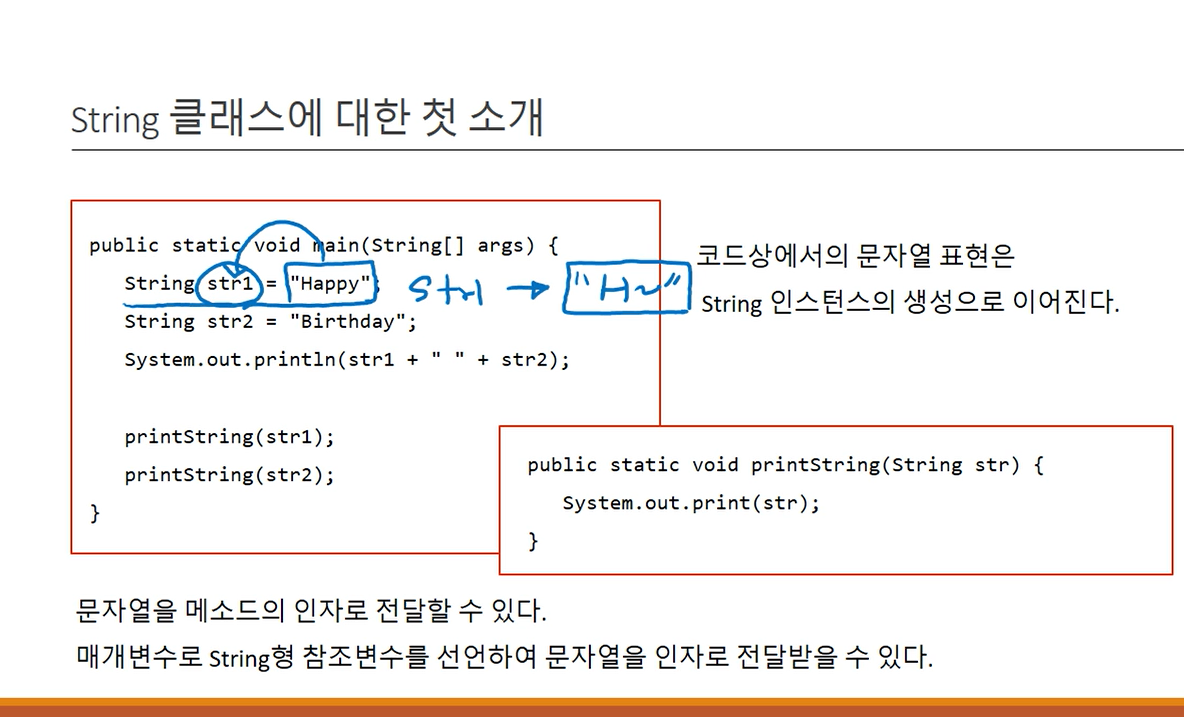 String 클래스에 대한 첫 소개
public static void main(String[] args) {
String str1 = "Happy";
str1 →
String str2 = "Birthday";
System.out.println(str1 + " " + str2);
printString(str1);
printString(str2);
}
코드상에서의 문자열 표현은
String 인스턴스의 생성으로 이어진다.
public static void printString(String str) {
System.out.print(str);
}
문자열을 메소드의 인자로 전달할 수 있다.
매개변수로 String형 참조변수를 선언하여 문자열을 인자로 전달받을 수 있다.